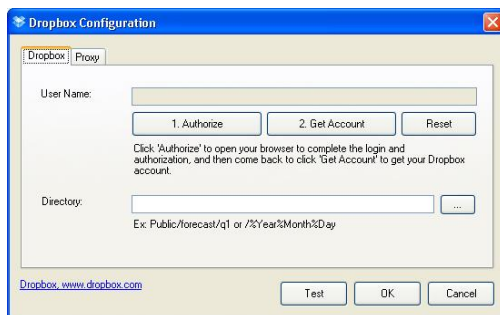 Dropbox Configuration
Dropbox Proxy
User Name:
1. Authorize 2. Get Account Reset
Click 'Authorize' to open your browser to complete the login and
authorization, and then come back to click 'Get Account' to get your Dropbox
account.
Directory:
...
Ex: Public/forecast/q1 or /%Year%Month%Day
Dropbox, www.dropbox.com
Test OK Cancel